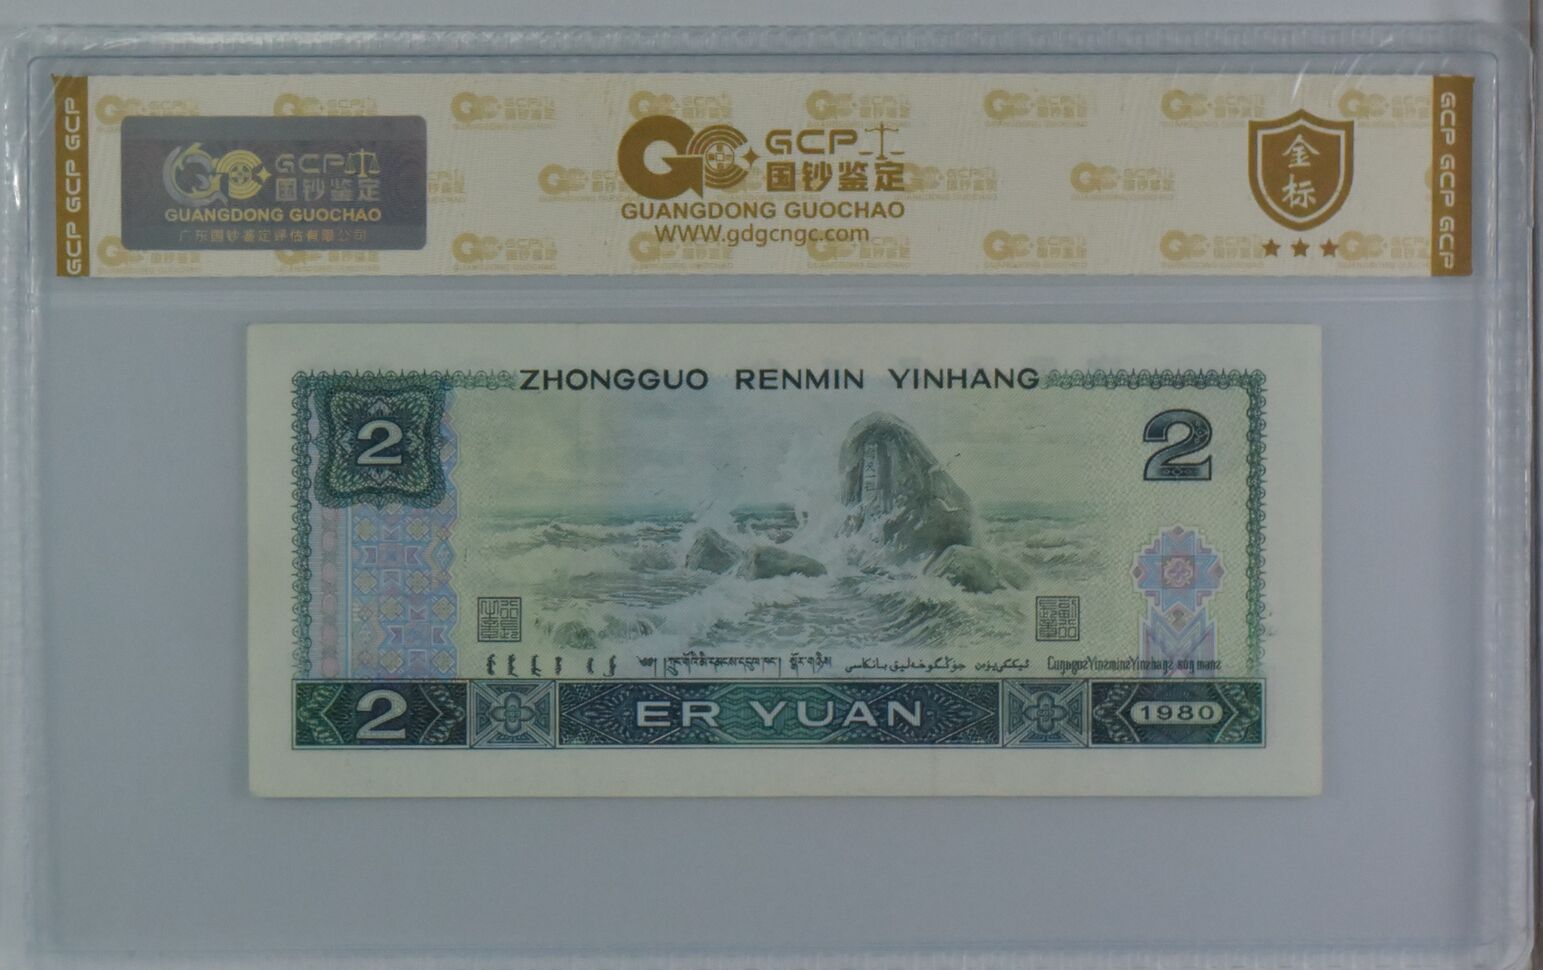 GCP GCP GCP
GCP
国钞鉴定
GUANGDONG GUOCHAO
广东国钞鉴定评估有限公司
GCP
国钞鉴定
GUANGDONG GUOCHAO
WWW.gdgcngc.com
金标
GCP GCP GCP
ZHONGGUO RENMIN YINHANG
2
2
2
ER YUAN
1980